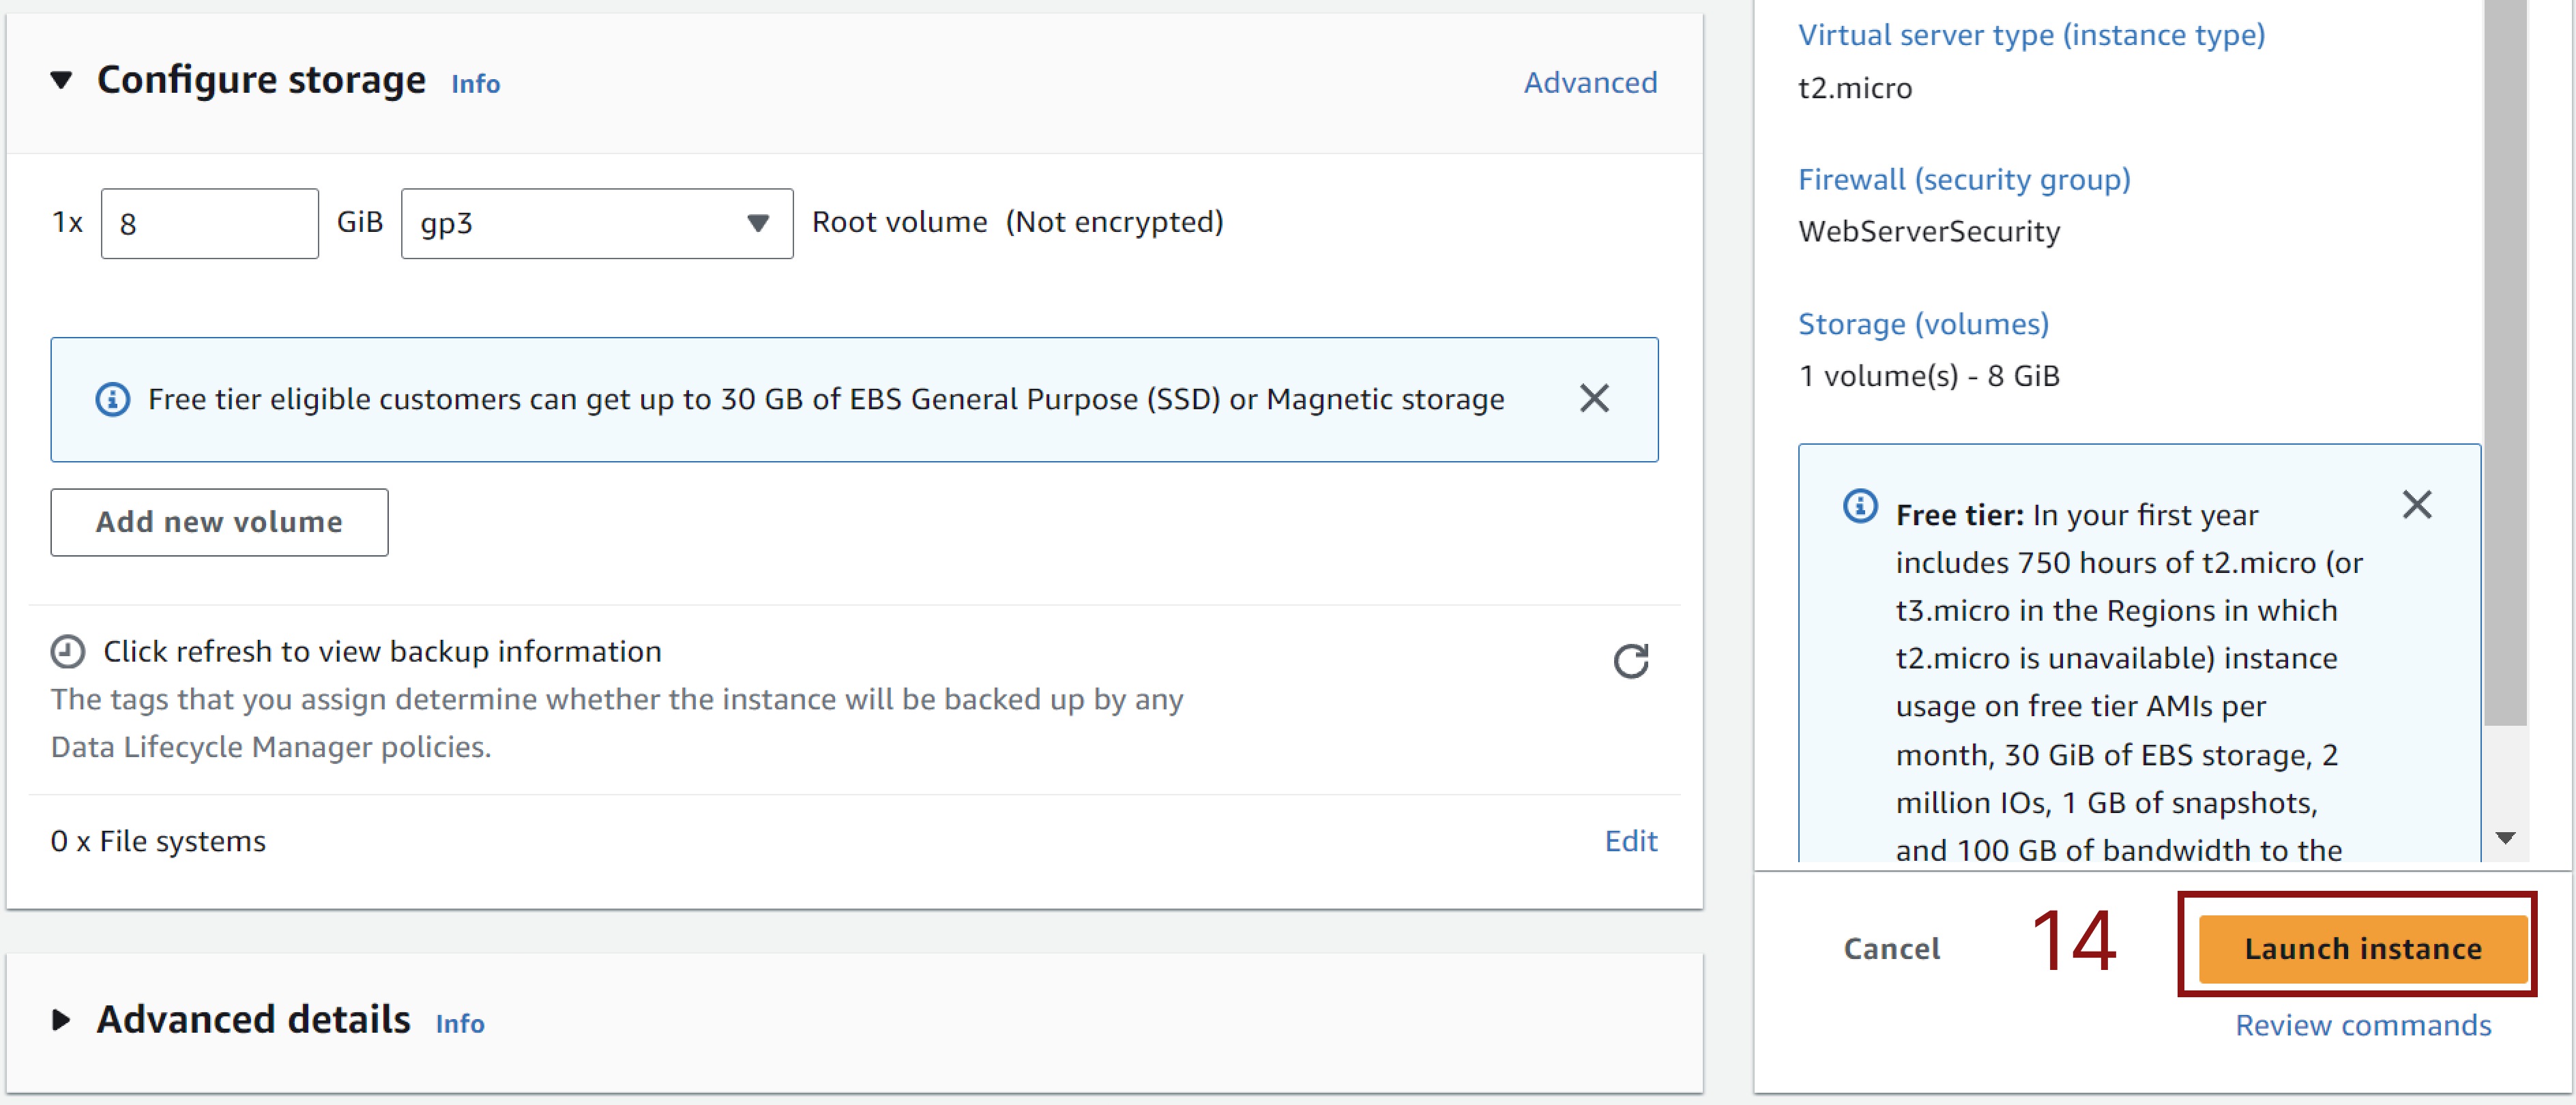 Configure storage Info Advanced
1x 8 GiB gp3 Root volume (Not encrypted)
Free tier eligible customers can get up to 30 GB of EBS General Purpose (SSD) or Magnetic storage
Add new volume
Click refresh to view backup information
The tags that you assign determine whether the instance will be backed up by any
Data Lifecycle Manager policies.
0 x File systems Edit
Advanced details Info
Virtual server type (instance type)
t2.micro
Firewall (security group)
WebServerSecurity
Storage (volumes)
1 volume(s) - 8 GiB
Free tier: In your first year
includes 750 hours of t2.micro (or
t3.micro in the Regions in which
t2.micro is unavailable) instance
usage on free tier AMIs per
month, 30 GiB of EBS storage, 2
million IOs, 1 GB of snapshots,
and 100 GB of bandwidth to the
Cancel 14 Launch instance
Review commands